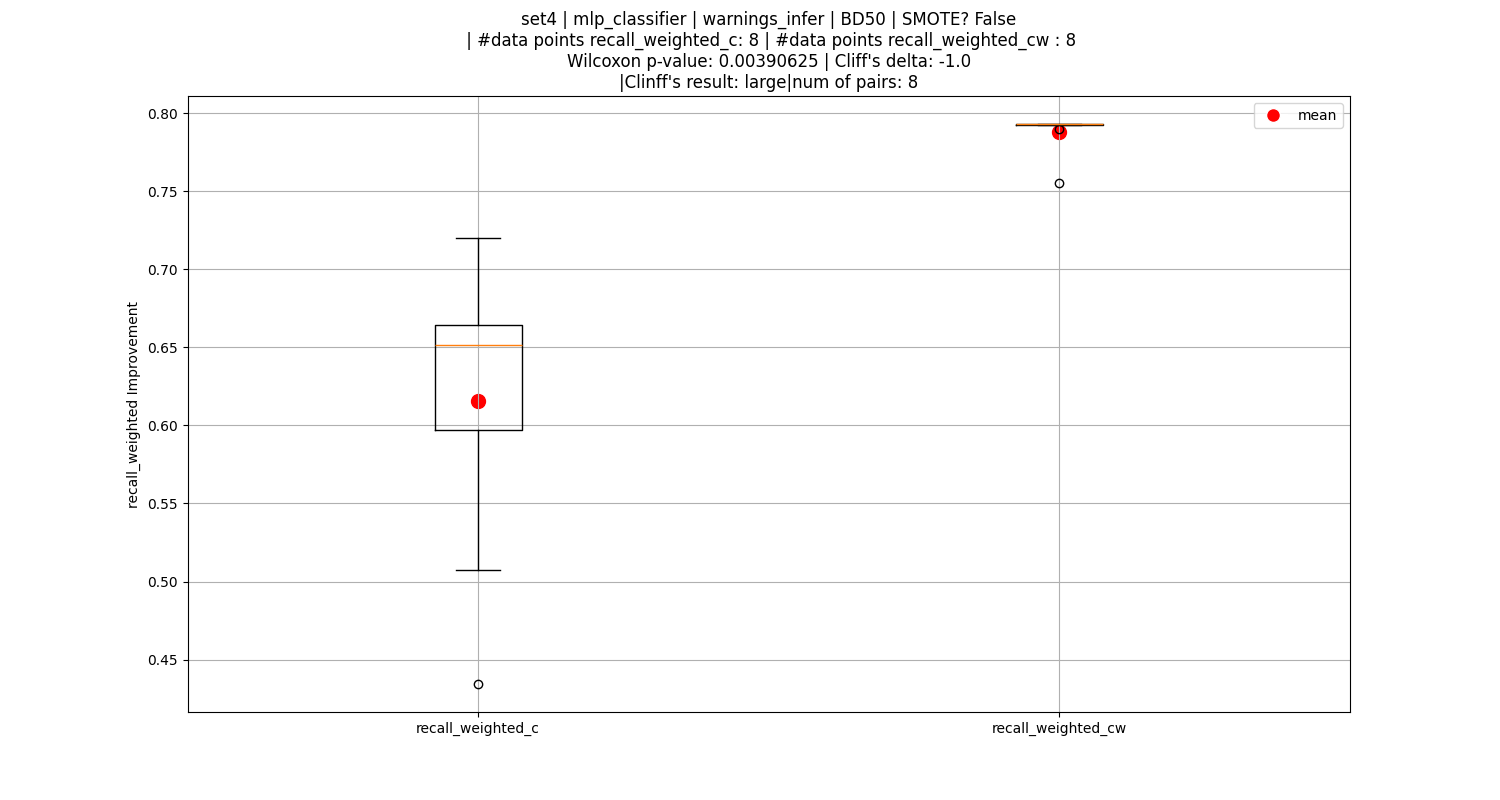 set4 | mlp_classifier | warnings_infer | BD50 | SMOTE? False
| #data points recall_weighted_c: 8 | #data points recall_weighted_cw : 8
Wilcoxon p-value: 0.00390625 | Cliff's delta: -1.0
|Clinff's result: large|num of pairs: 8
mean
0.80
0.75
0.70
0.65
0.60
0.55
0.50
0.45
recall_weighted Improvement
recall_weighted_c
recall_weighted_cw